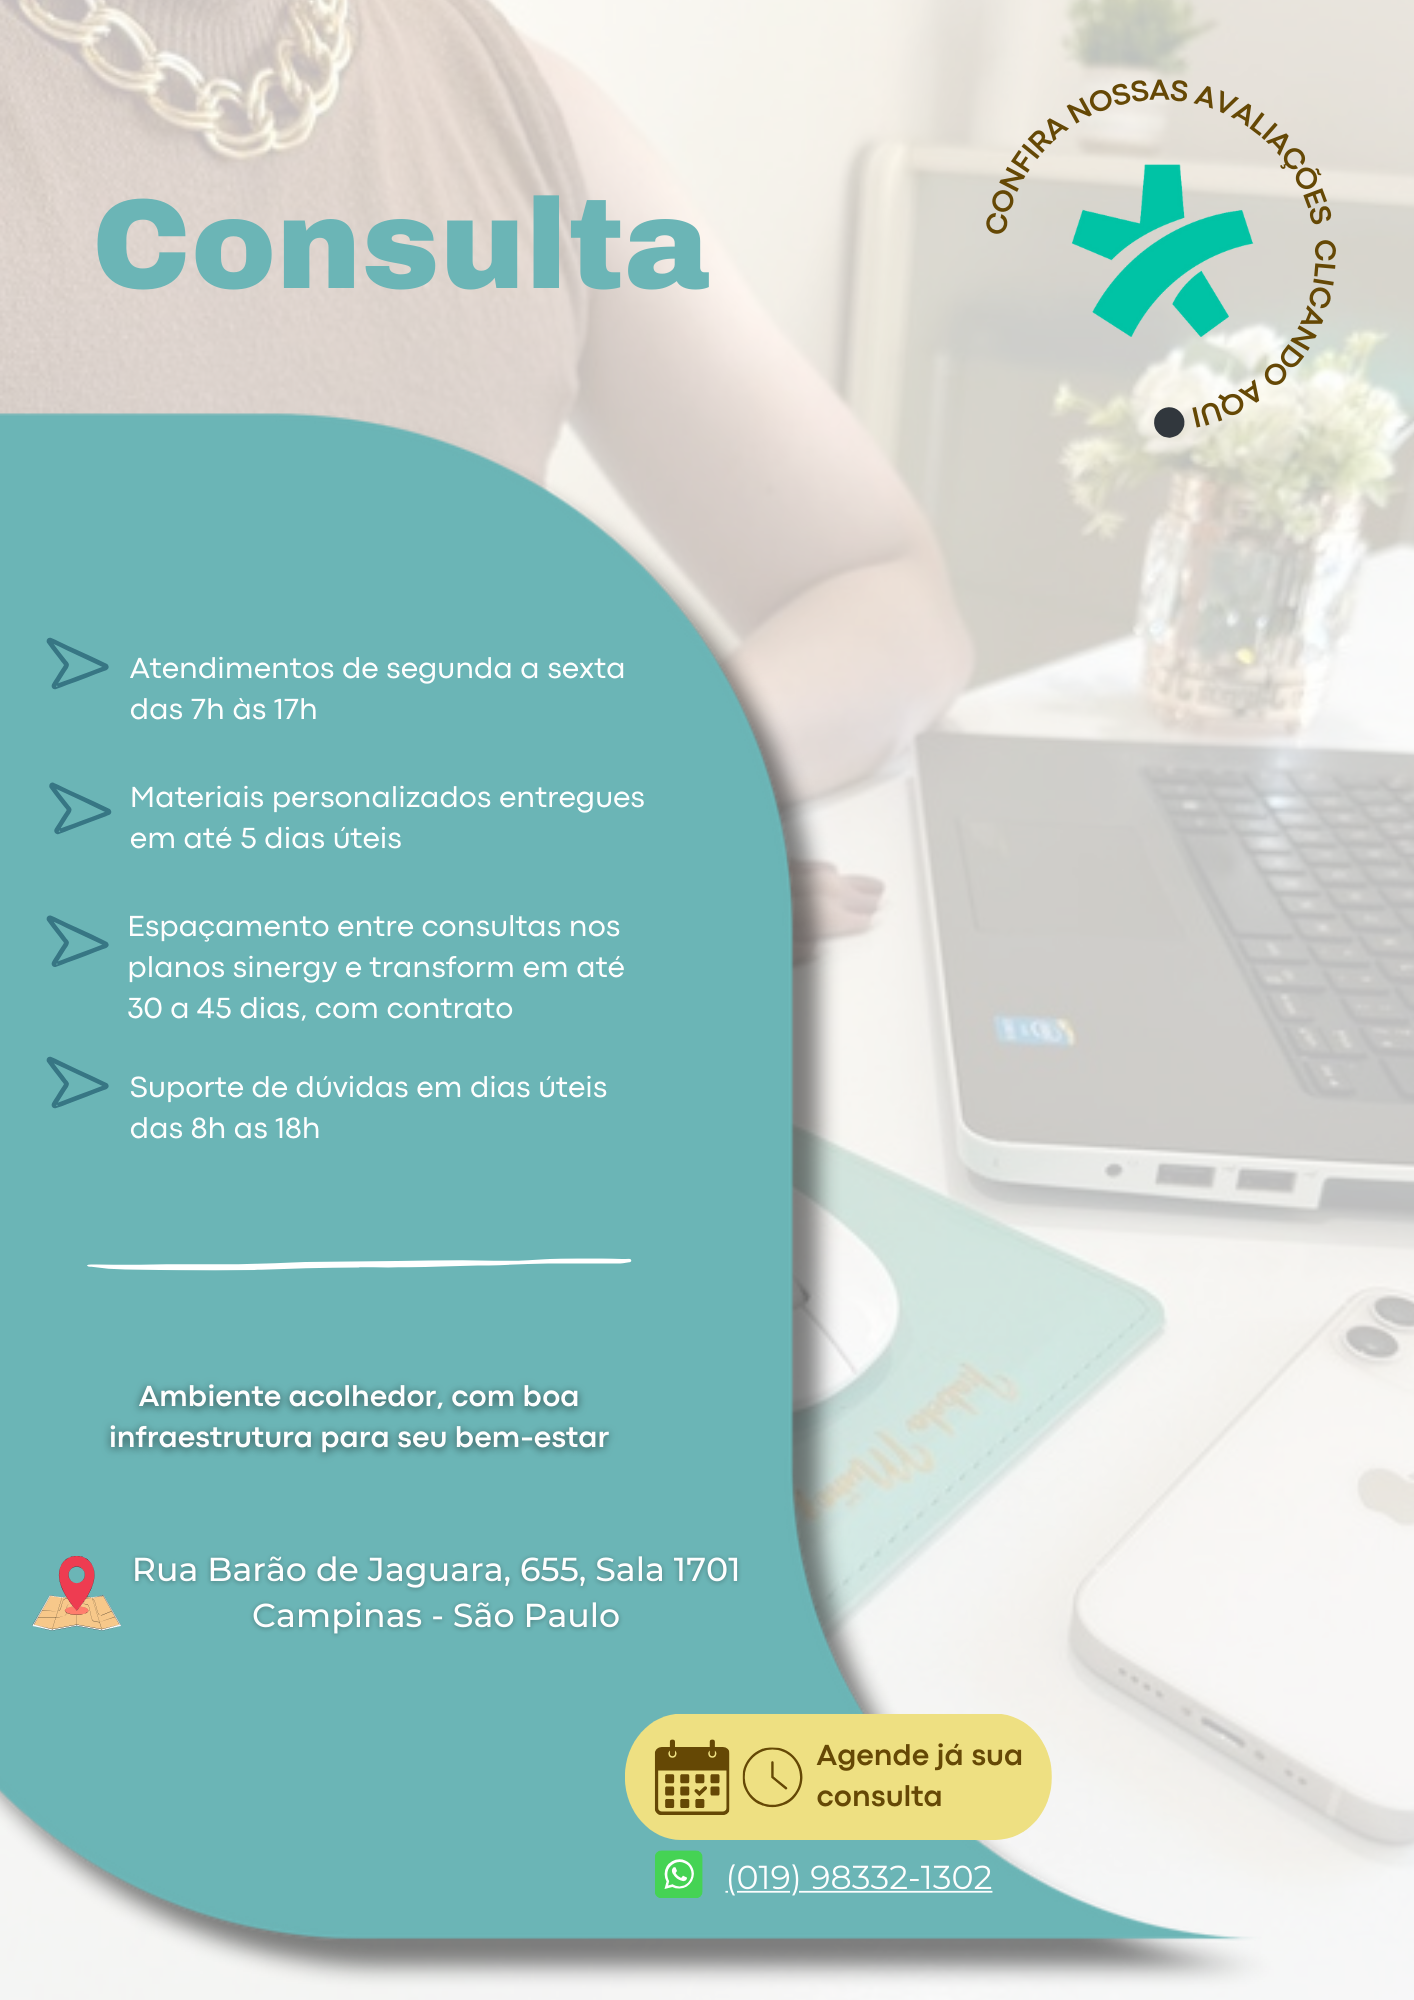 CONFIRA NOSSAS AVALIAÇÕES CLICANDO AQUI
Consulta
Atendimentos de segunda a sexta
das 7h às 17h
Materiais personalizados entregues
em até 5 dias úteis
Espaçamento entre consultas nos
planos sinergy e transform em até
30 a 45 dias, com contrato
Suporte de dúvidas em dias úteis
das 8h as 18h
Ambiente acolhedor, com boa
infraestrutura para seu bem-estar
Rua Barão de Jaguara, 655, Sala 1701
Campinas - São Paulo
Agende já sua
consulta
(019) 98332-1302